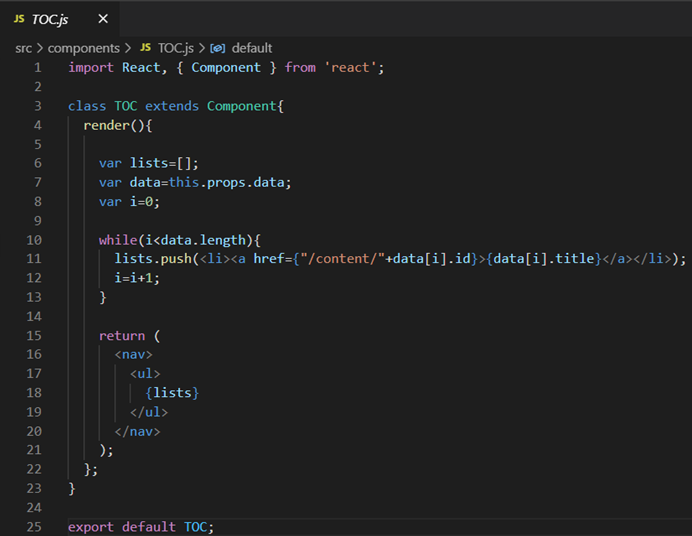 JS TOC.js ×
src > components > JS TOC.js > default
1 import React, { Component } from 'react';
2
3 class TOC extends Component{
4   render(){
5
6     var lists=[];
7     var data=this.props.data;
8     var i=0;
9
10     while(i<data.length){
11       lists.push(<li><a href={"/content/"+data[i].id}>{data[i].title}</a></li>);
12       i=i+1;
13     }
14
15     return (
16       <nav>
17         <ul>
18           {lists}
19         </ul>
20       </nav>
21     );
22   };
23 }
24
25 export default TOC;